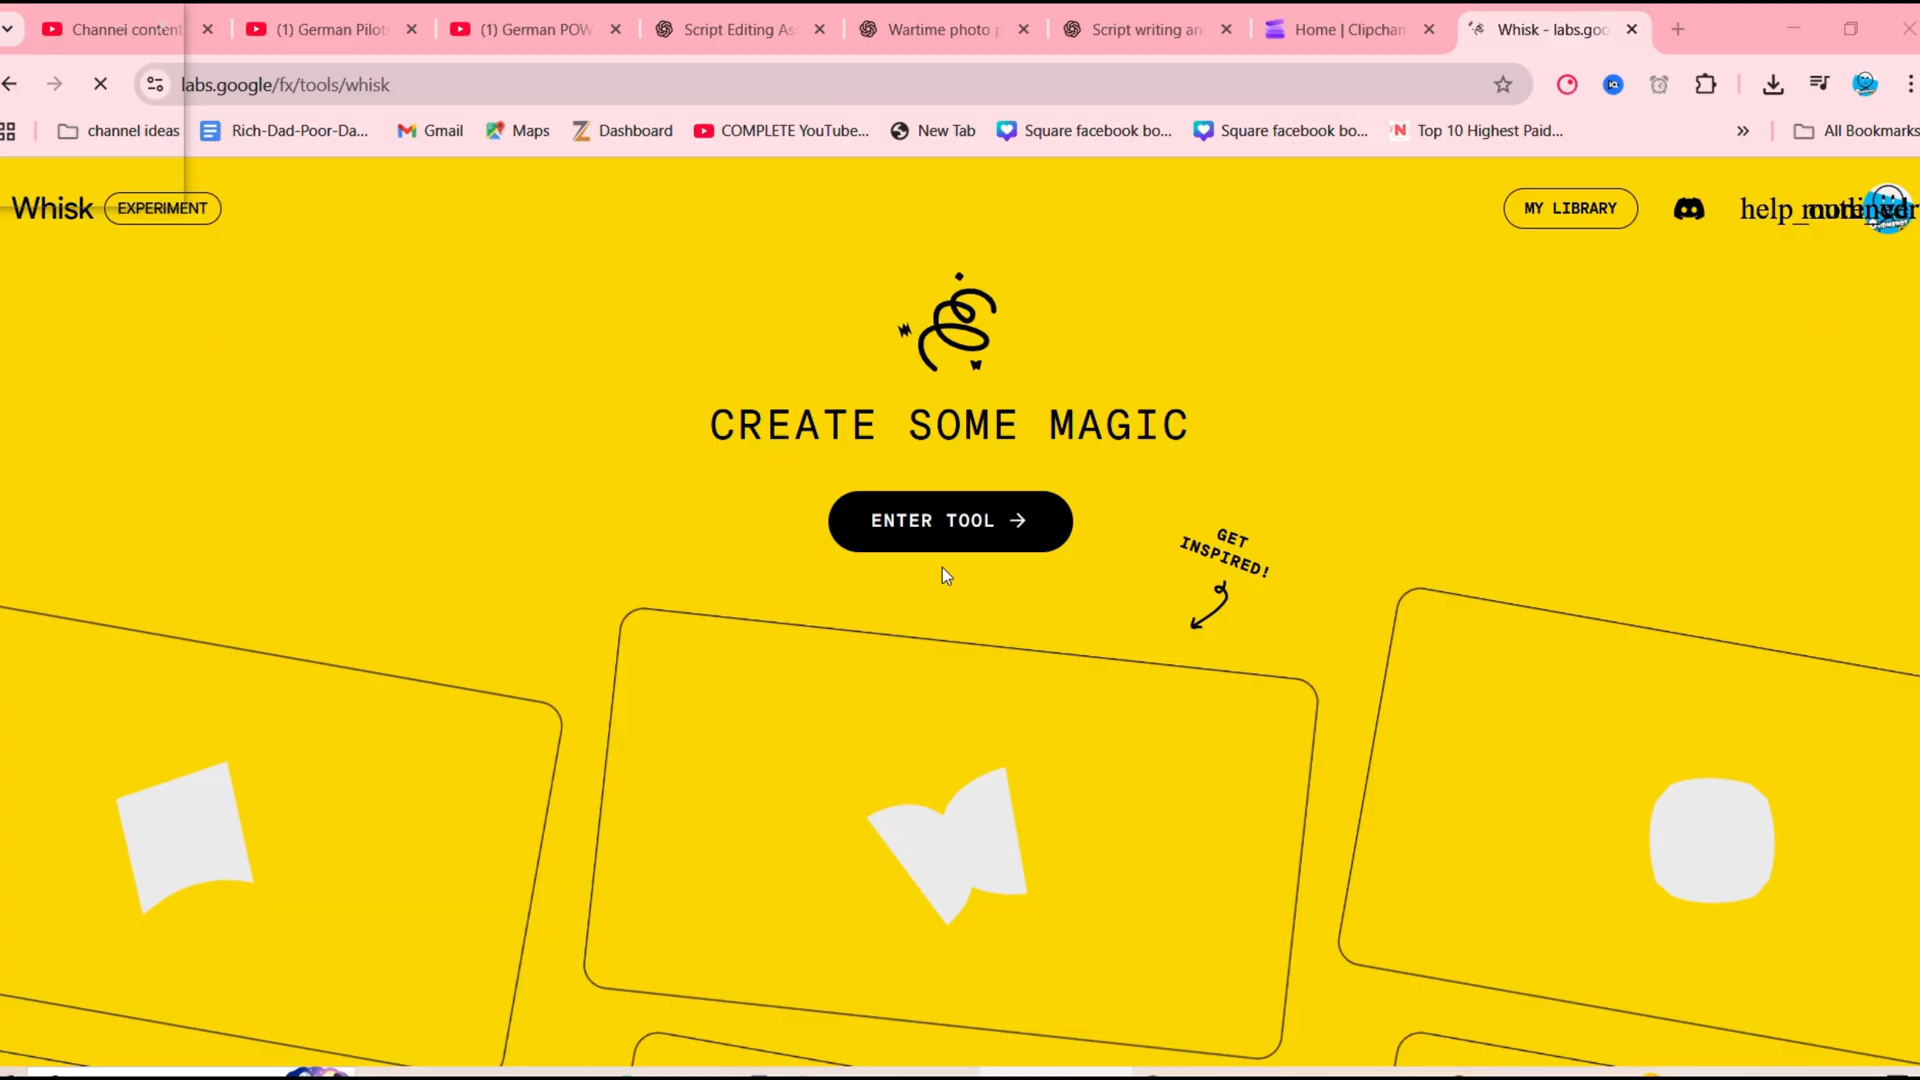 Channel content
(1) German Pilot
(1) German POW
Script Editing As
Wartime photo p
Script writing an
Home | Clipcham
Whisk - labs.goo
labs.google/fx/tools/whisk
channel ideas
Rich-Dad-Poor-Da...
Gmail
Maps
Dashboard
COMPLETE YouTube...
New Tab
Square facebook bo...
Square facebook bo...
Top 10 Highest Paid...
»
All Bookmarks
Whisk
EXPERIMENT
MY LIBRARY
CREATE SOME MAGIC
ENTER TOOL →
GET
INSPIRED!